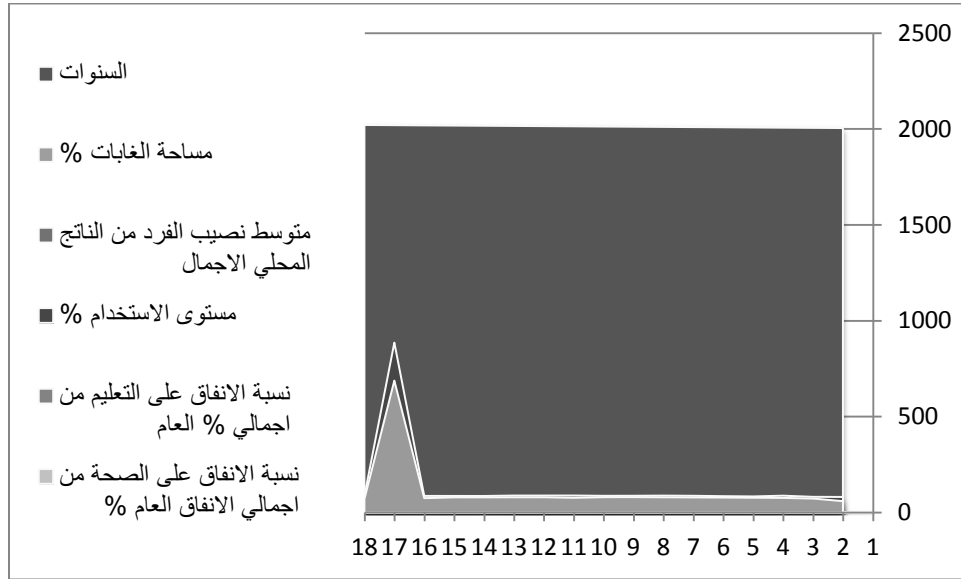 السنوات
مساحة الغابات %
متوسط نصيب الفرد من الناتج
المحلي الاجمال
مستوى الاستخدام %
نسبة الانفاق على التعليم من
اجمالي % العام
نسبة الانفاق على الصحة من
اجمالي الانفاق العام %
2500
2000
1500
1000
500
0
18 17 16 15 14 13 12 11 10 9 8 7 6 5 4 3 2 1